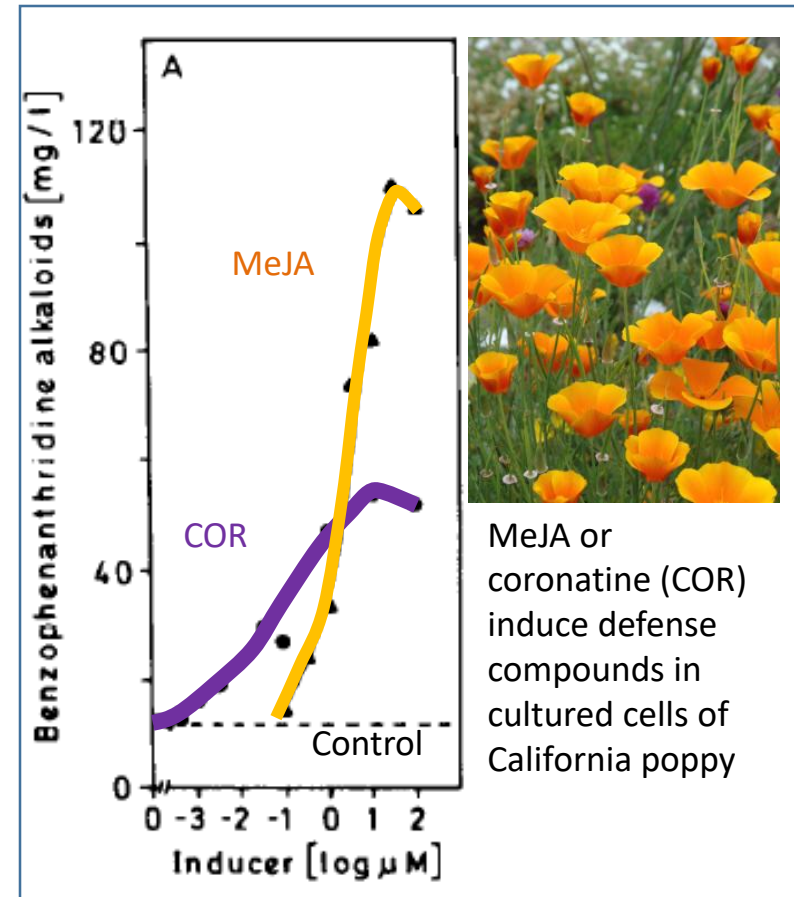 A
Benzophenanthridine alkaloids [mg/l]
120
80
40
0
MeJA
COR
Control
0 -3 -2 -1 0 1 2
Inducer [log μM]
MeJA or
coronatine (COR)
induce defense
compounds in
cultured cells of
California poppy